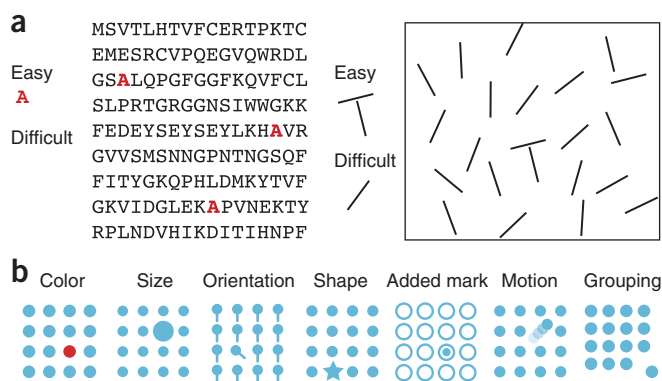 a
MSVTLHTVFCERTPKTC
EMESRCVPQEGVQWRDL
GSALQPGFGGFKQVFCL
SLPRTGRGGNSIWWGKK
FEDEYSEYSEYLKHAVR
GVVSMSNNGPNTNGSQF
FITYGKQPHLDMKYTVF
GKVIDGLEKAPVNEKTY
RPLNDVHIKDITIHNPF
Easy
A
Difficult
Easy
Difficult
b
Color Size Orientation Shape Added mark Motion Grouping